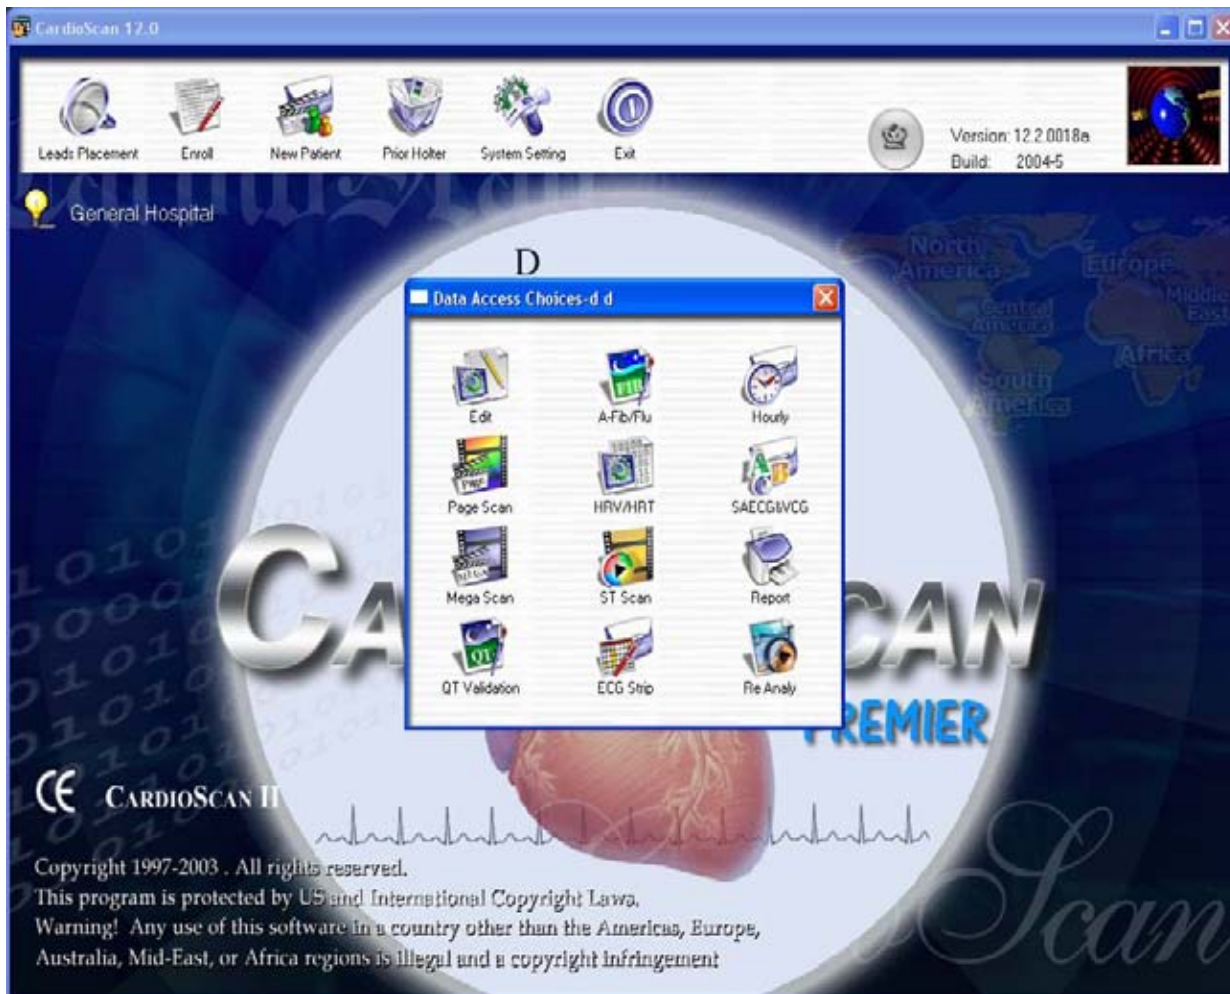 CardioScan 12.0
Leads Placement Enroll New Patient Prior Holter System Setting Exit
Version: 12.2.0018a
Build: 2004-5
General Hospital
North America
Europe
Middle East
Central America
Africa
South America
D
Data Access Choices-d d
Edit A-Fib/Flu Hourly
Page Scan HRV/HRT SAECG&VCG
Mega Scan ST Scan Report
QT Validation ECG Strip Re Analy
CA CAN
PREMIER
CE CARDIOSCAN II
Scan
Copyright 1997-2003 . All rights reserved.
This program is protected by US and International Copyright Laws.
Warning! Any use of this software in a country other than the Americas, Europe,
Australia, Mid-East, or Africa regions is illegal and a copyright infringement